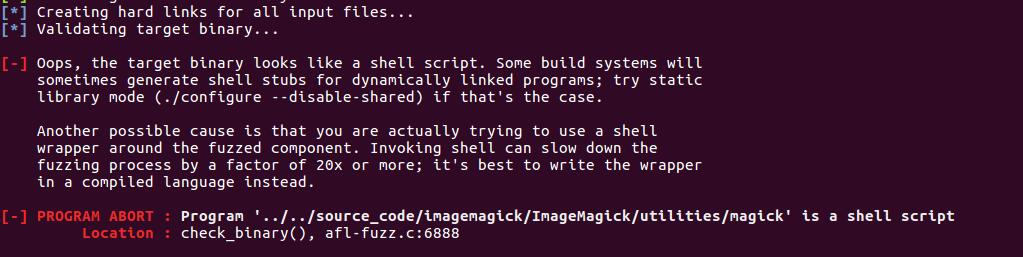 [*] Creating hard links for all input files...
[*] Validating target binary...
[-] Oops, the target binary looks like a shell script. Some build systems will
sometimes generate shell stubs for dynamically linked programs; try static
library mode (./configure --disable-shared) if that's the case.
Another possible cause is that you are actually trying to use a shell
wrapper around the fuzzed component. Invoking shell can slow down the
fuzzing process by a factor of 20x or more; it's best to write the wrapper
in a compiled language instead.
[-] PROGRAM ABORT : Program '../../source_code/imagemagick/ImageMagick/utilities/magick' is a shell script
Location : check_binary(), afl-fuzz.c:6888